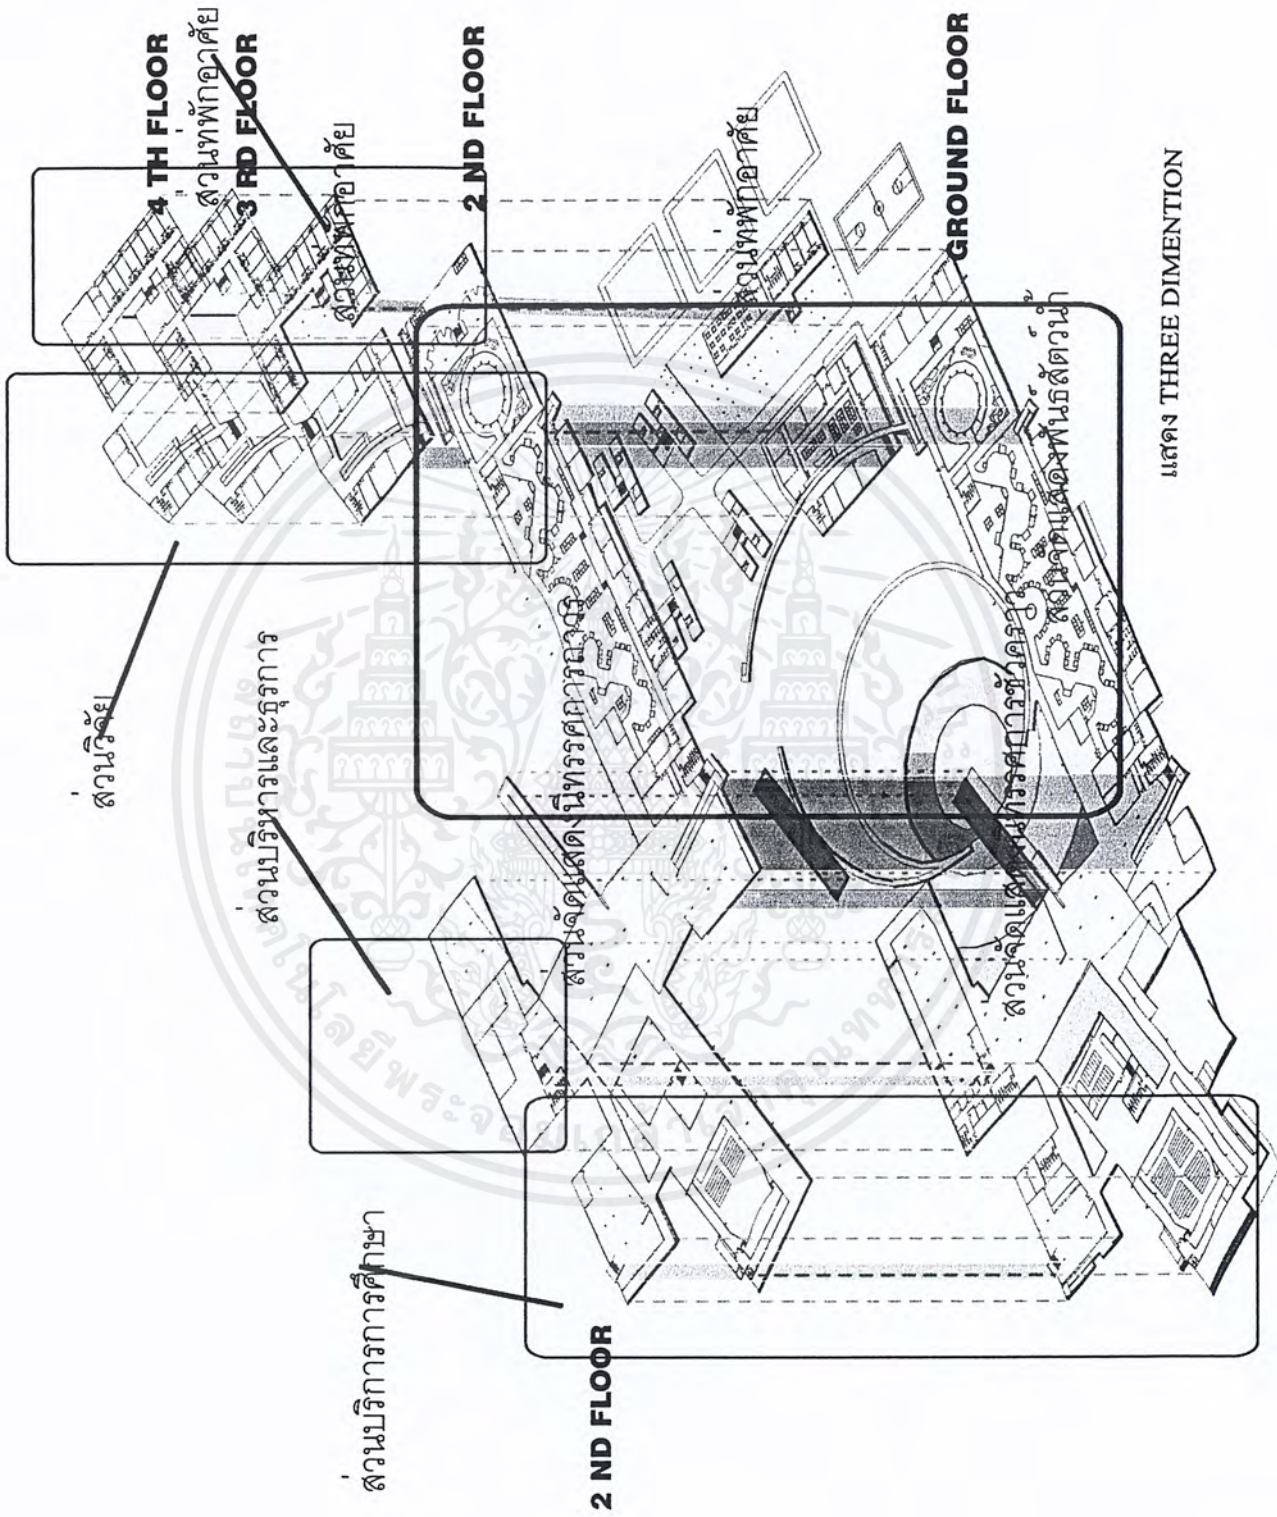 4 TH FLOOR
ส่วนที่พักอาศัย
3 RD FLOOR
ส่วนที่พักอาศัย
2 ND FLOOR
ส่วนที่พักอาศัย
GROUND FLOOR
ส่วนวิจัย
ส่วนบริหารและธุรการ
ส่วนจัดแสดงนิทรรศการถาวร
ส่วนจัดแสดงนิทรรศการชั่วคราว
ส่วนจัดแสดงพันธุ์สัตว์น้ำ
ส่วนบริการการศึกษา
2 ND FLOOR
แสดง THREE DIMENTION